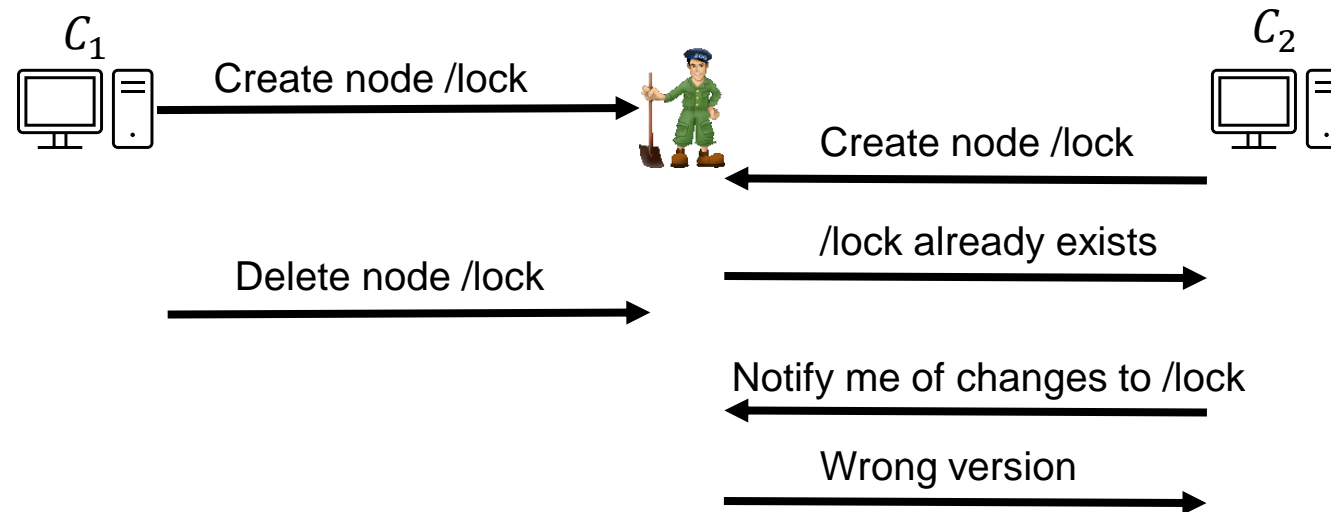 C₁
C₂
Create node /lock
Create node /lock
/lock already exists
Delete node /lock
Notify me of changes to /lock
Wrong version